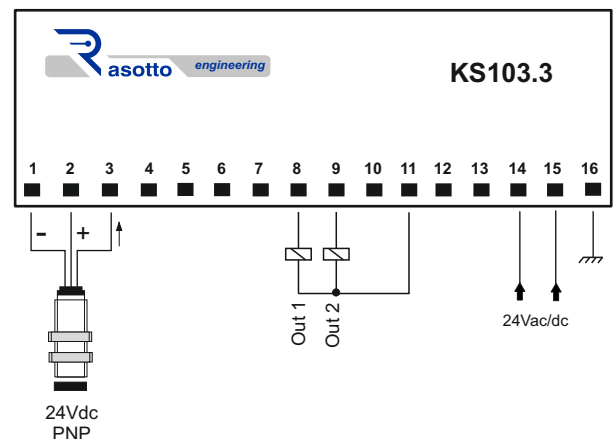 Rasotto engineering
KS103.3
1 2 3 4 5 6 7 8 9 10 11 12 13 14 15 16
- +
Out 1
Out 2
24Vac/dc
24Vdc
PNP